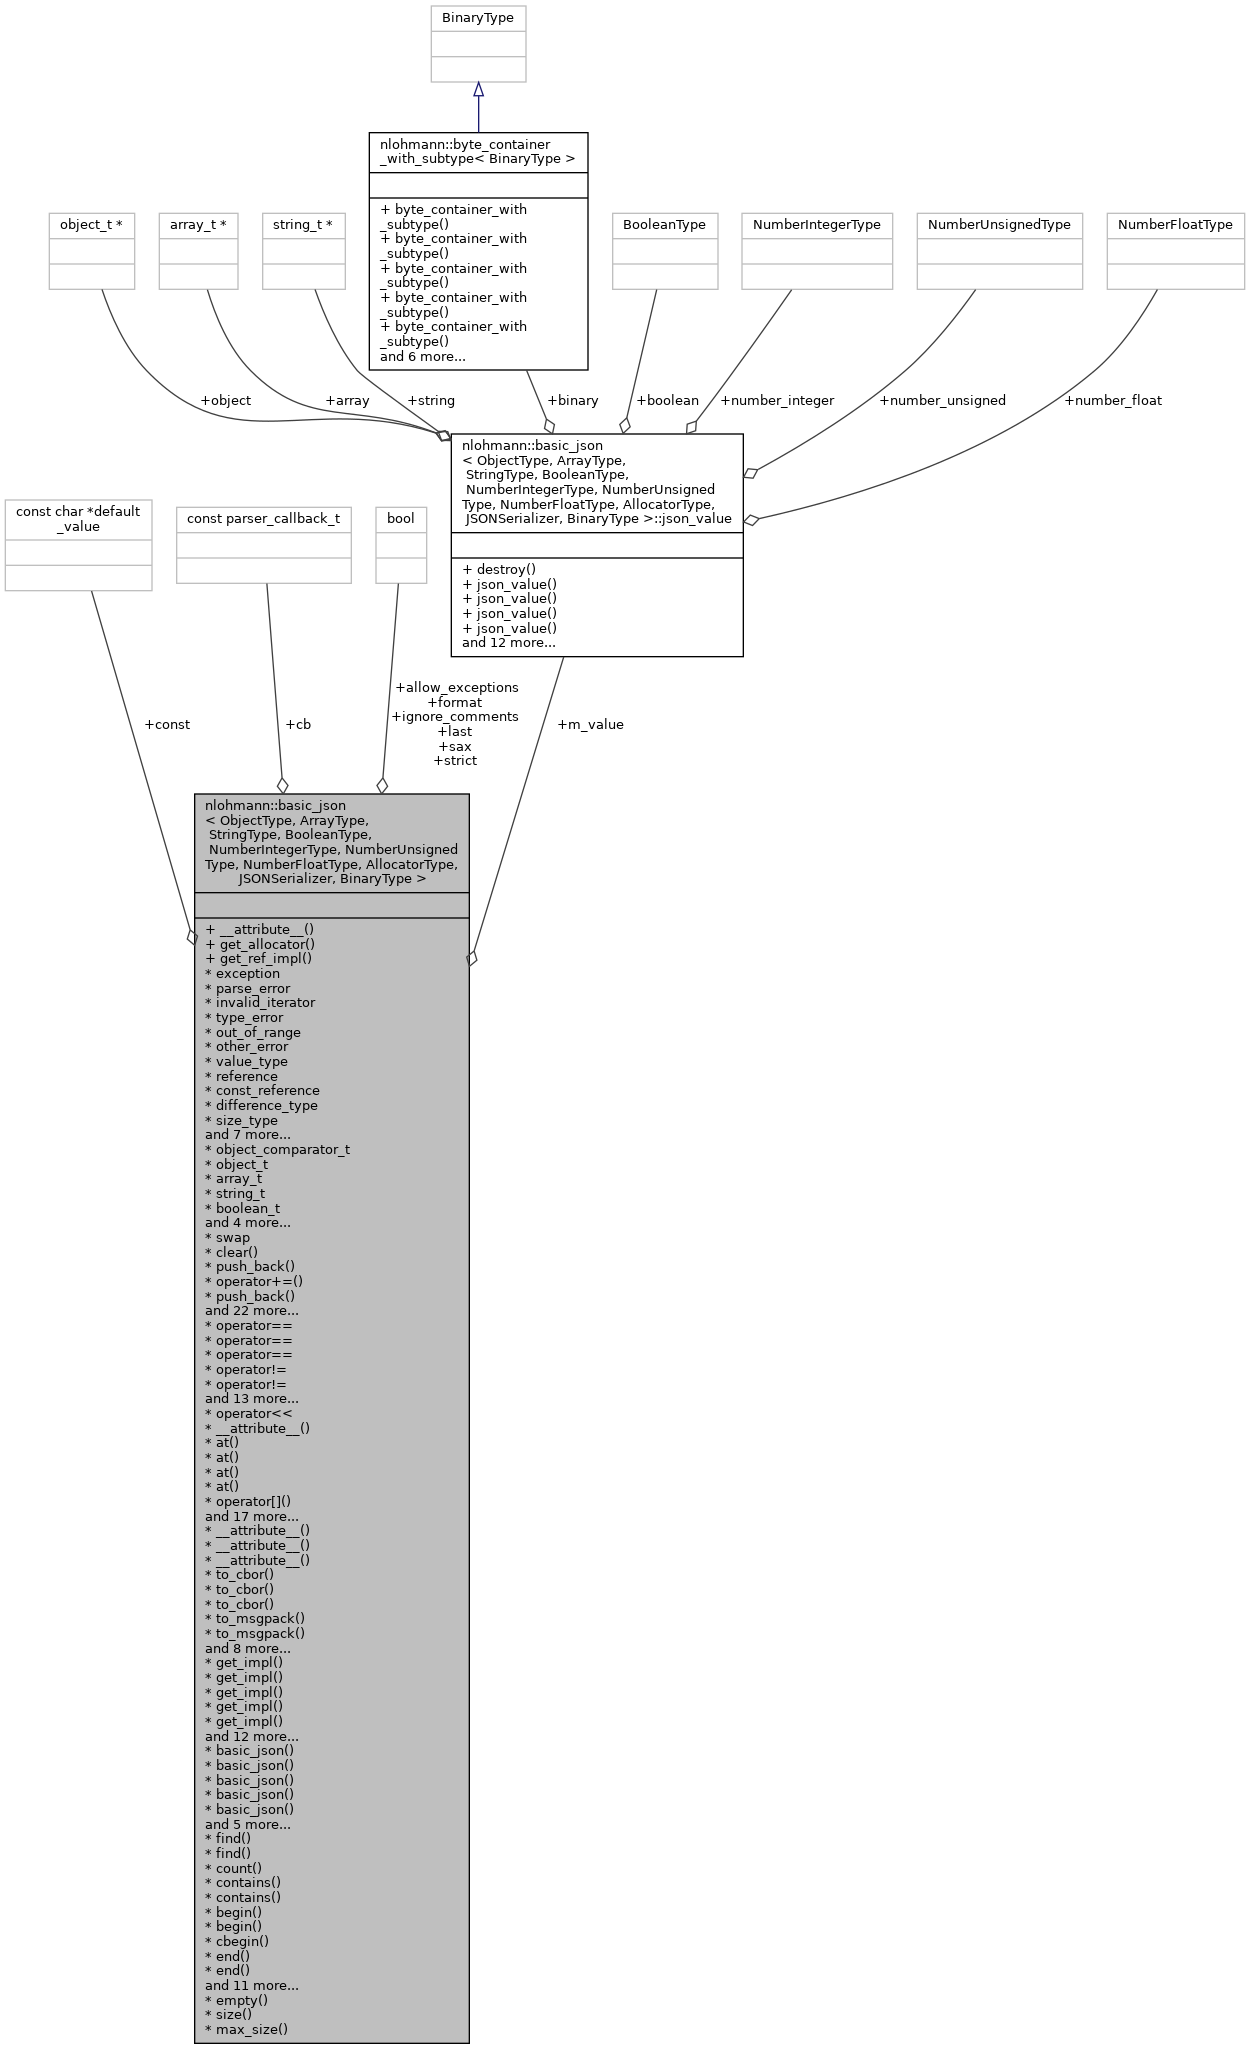 BinaryType
nlohmann::byte_container
_with_subtype< BinaryType >
+ byte_container_with
_subtype()
+ byte_container_with
_subtype()
+ byte_container_with
_subtype()
+ byte_container_with
_subtype()
+ byte_container_with
_subtype()
and 6 more...
object_t *
array_t *
string_t *
BooleanType
NumberIntegerType
NumberUnsignedType
NumberFloatType
+object
+array
+string
+binary
+boolean
+number_integer
+number_unsigned
+number_float
nlohmann::basic_json
< ObjectType, ArrayType,
StringType, BooleanType,
NumberIntegerType, NumberUnsigned
Type, NumberFloatType, AllocatorType,
JSONSerializer, BinaryType >::json_value
+ destroy()
+ json_value()
+ json_value()
+ json_value()
+ json_value()
and 12 more...
const char *default
_value
const parser_callback_t
bool
+const
+cb
+allow_exceptions
+format
+ignore_comments
+last
+sax
+strict
+m_value
nlohmann::basic_json
< ObjectType, ArrayType,
StringType, BooleanType,
NumberIntegerType, NumberUnsigned
Type, NumberFloatType, AllocatorType,
JSONSerializer, BinaryType >
+ __attribute__()
+ get_allocator()
+ get_ref_impl()
* exception
* parse_error
* invalid_iterator
* type_error
* out_of_range
* other_error
* value_type
* reference
* const_reference
* difference_type
* size_type
and 7 more...
* object_comparator_t
* object_t
* array_t
* string_t
* boolean_t
and 4 more...
* swap
* clear()
* push_back()
* operator+=()
* push_back()
and 22 more...
* operator==
* operator==
* operator==
* operator!=
* operator!=
and 13 more...
* operator<<
* __attribute__()
* at()
* at()
* at()
* at()
* operator[]()
and 17 more...
* __attribute__()
* __attribute__()
* __attribute__()
* to_cbor()
* to_cbor()
* to_cbor()
* to_msgpack()
* to_msgpack()
and 8 more...
* get_impl()
* get_impl()
* get_impl()
* get_impl()
* get_impl()
and 12 more...
* basic_json()
* basic_json()
* basic_json()
* basic_json()
* basic_json()
and 5 more...
* find()
* find()
* count()
* contains()
* contains()
* begin()
* begin()
* cbegin()
* end()
* end()
and 11 more...
* empty()
* size()
* max_size()